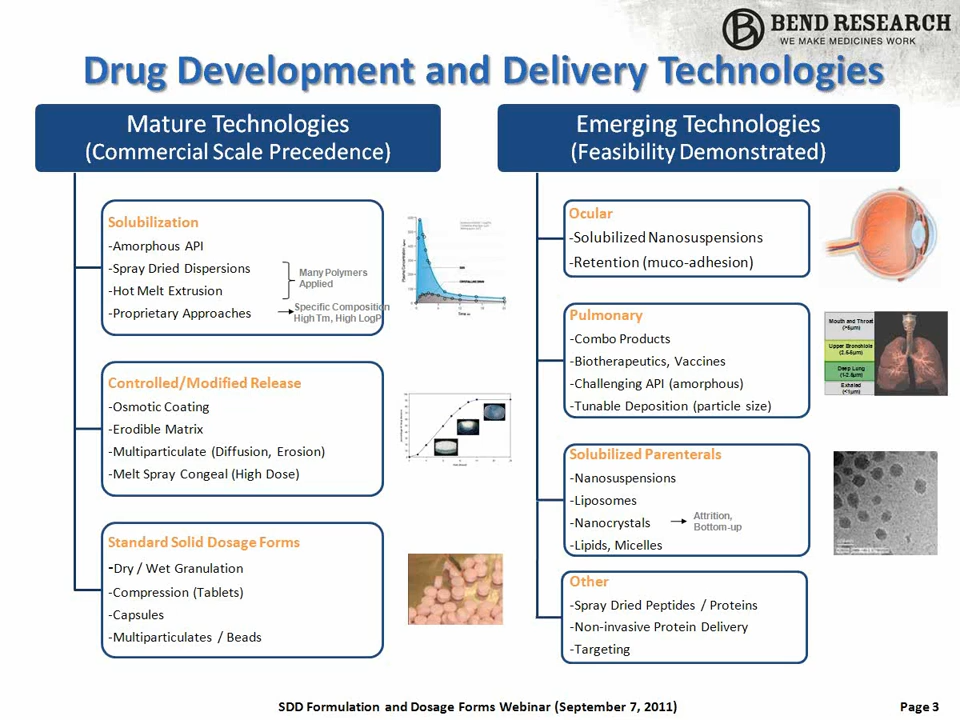 BEND RESEARCH
WE MAKE MEDICINES WORK
Drug Development and Delivery Technologies
Mature Technologies
(Commercial Scale Precedence)
Solubilization
-Amorphous API
-Spray Dried Dispersions
-Hot Melt Extrusion
-Proprietary Approaches
Many Polymers
Applied
Specific Composition
High Tm, High LogP
Controlled/Modified Release
-Osmotic Coating
-Erodible Matrix
-Multiparticulate (Diffusion, Erosion)
-Melt Spray Congeal (High Dose)
Standard Solid Dosage Forms
-Dry / Wet Granulation
-Compression (Tablets)
-Capsules
-Multiparticulates / Beads
Emerging Technologies
(Feasibility Demonstrated)
Ocular
-Solubilized Nanosuspensions
-Retention (muco-adhesion)
Pulmonary
-Combo Products
-Biotherapeutics, Vaccines
-Challenging API (amorphous)
-Tunable Deposition (particle size)
Mouth and Throat
(>5µm)
Upper Bronchiols
Deep Lung
Exhaled
(<1µm)
Solubilized Parenterals
-Nanosuspensions
-Liposomes
-Nanocrystals
-Lipids, Micelles
Attrition,
Bottom-up
Other
-Spray Dried Peptides / Proteins
-Non-invasive Protein Delivery
-Targeting
SDD Formulation and Dosage Forms Webinar (September 7, 2011)
Page 3